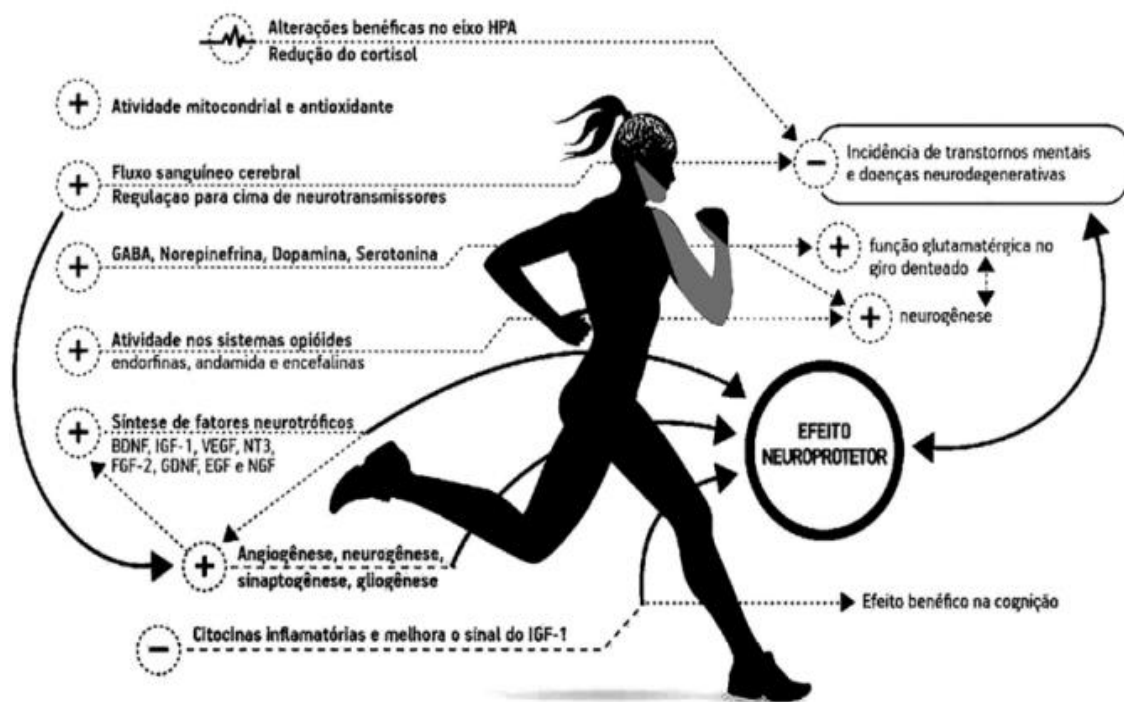 Alterações benéficas no eixo HPA
Redução do cortisol
+ Atividade mitocondrial e antioxidante
+ Fluxo sanguíneo cerebral
Regulaçao para cima de neurotransmissores
− Incidência de transtornos mentais
e doenças neurodegenerativas
+ GABA, Norepinefrina, Dopamina, Serotonina
+ função glutamatérgica no
giro denteado
+ neurogênese
+ Atividade nos sistemas opióides
endorfinas, andamida e encefalinas
+ Síntese de fatores neurotróficos
BDNF, IGF-1, VEGF, NT3,
FGF-2, GDNF, EGF e NGF
EFEITO
NEUROPROTETOR
+ Angiogênese, neurogênese,
sinaptogênese, gliogênese
Efeito benéfico na cognição
− Citocinas inflamatórias e melhora o sinal do IGF-1